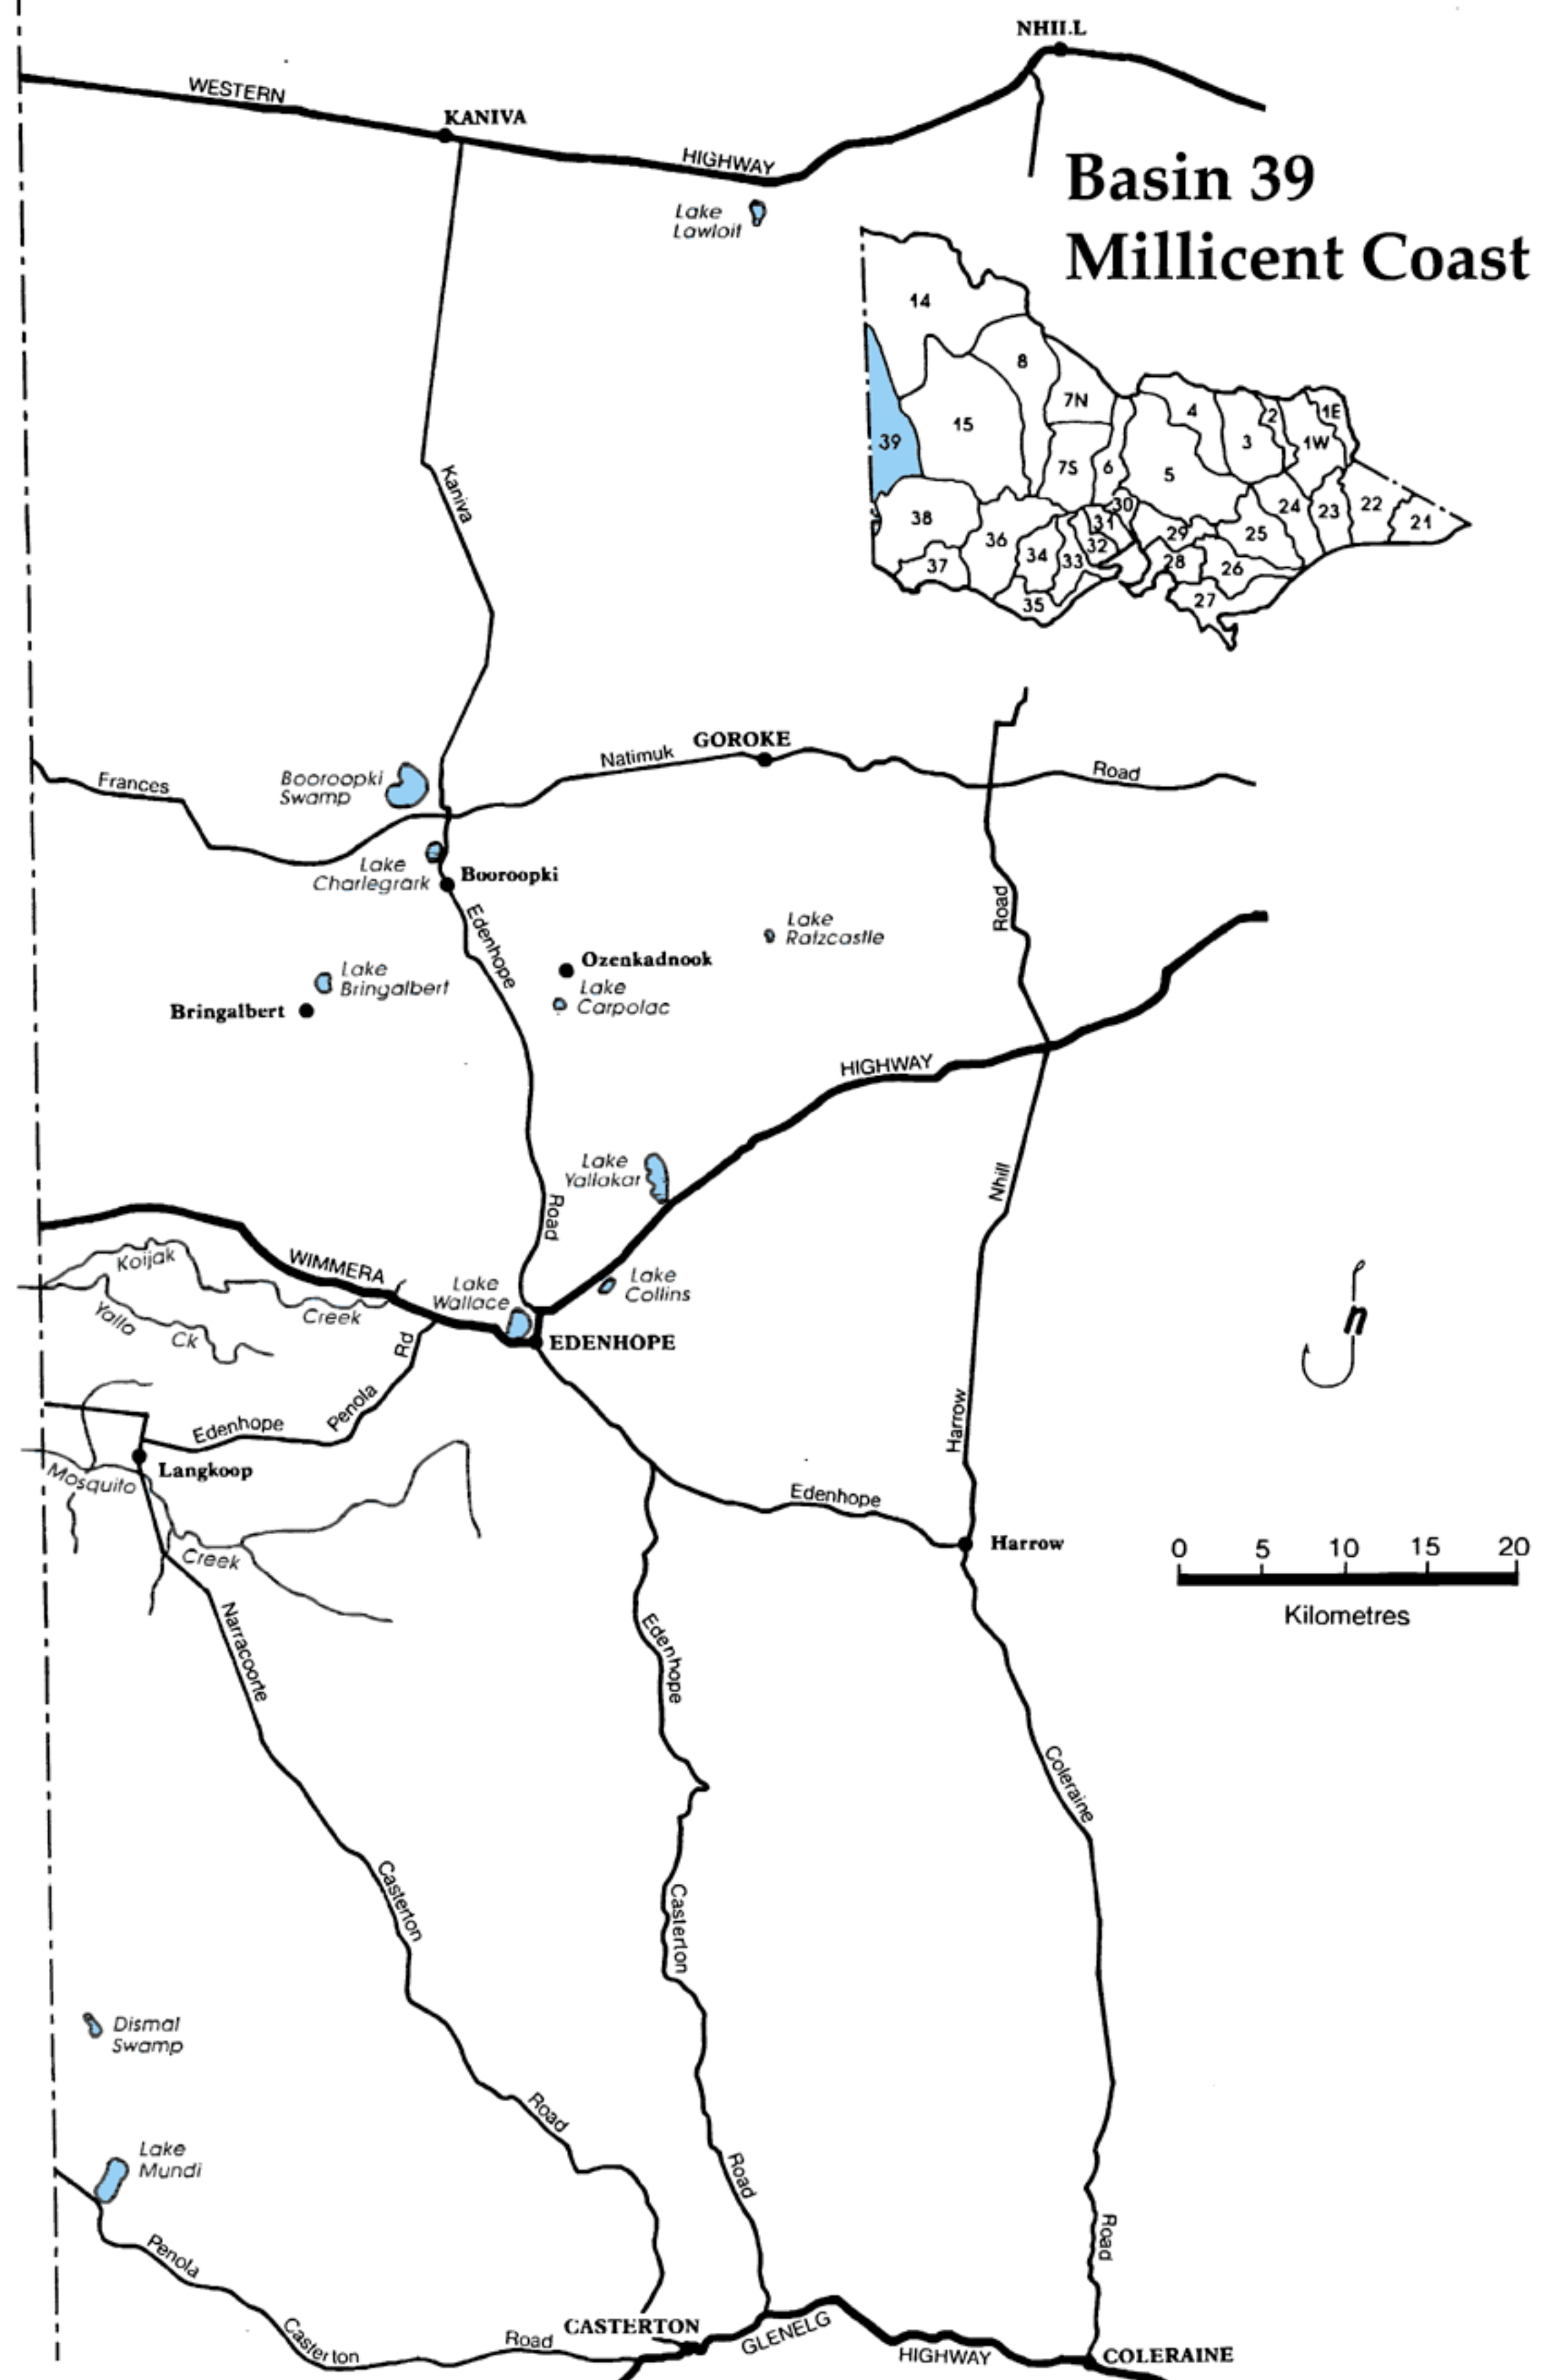 NHILL
WESTERN
KANIVA
HIGHWAY
Basin 39
Millicent Coast
Lake
Lawloit
14
8
7N
4
2
1E
39
15
3
1W
7S
6
5
30
24
23
22
21
38
31
29
25
36
32
34
33
28
26
37
35
27
Kaniva
GOROKE
Natimuk
Road
Frances
Booroopki
Swamp
Lake
Charlegrark
Booroopki
Road
Edenhope
Lake
Ratzcastle
Ozenkadnook
Lake
Bringalbert
Lake
Carpolac
Bringalbert
HIGHWAY
Lake
Yallakar
Nhill
Road
Koijak
WIMMERA
Lake
Wallace
Lake
Collins
Yalla
Ck
Creek
EDENHOPE
n
Rd
Penola
Edenhope
Harrow
Langkoop
Mosquito
Edenhope
Harrow
Creek
0 5 10 15 20
Kilometres
Narracoorte
Edenhope
Coleraine
Casterton
Casterton
Dismal
Swamp
Road
Lake
Mundi
Road
Road
Penola
CASTERTON
Casterton
Road
GLENELG
HIGHWAY
COLERAINE